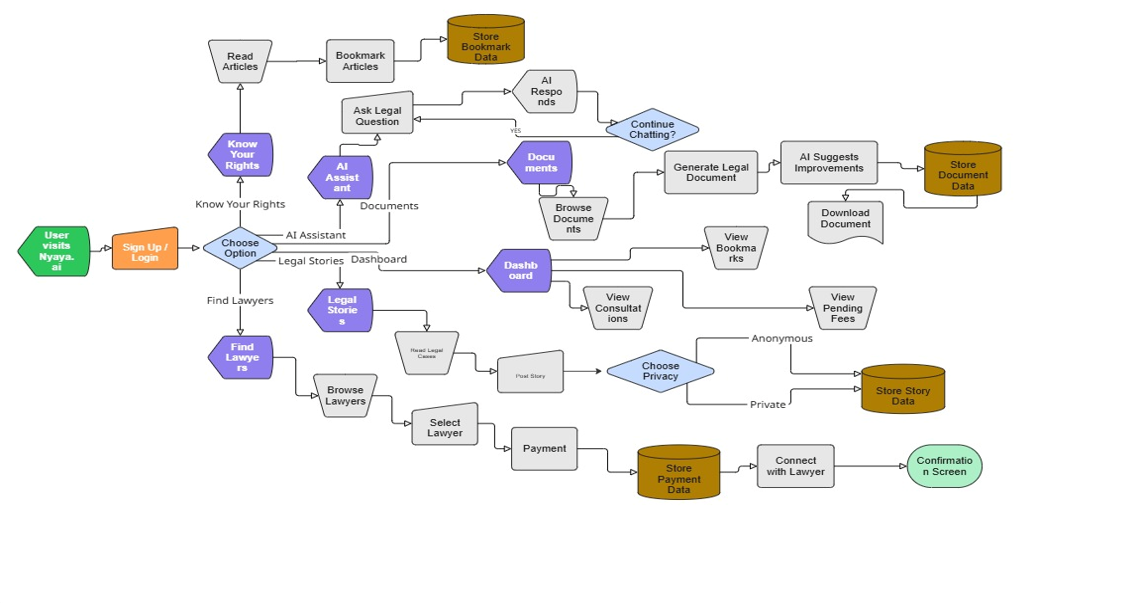 Store
Bookmark
Data
Read
Articles
Bookmark
Articles
AI
Respo
nds
Ask Legal
Question
Continue
Chatting?
YES
Know
Your
Rights
AI
Assist
ant
Docu
ments
Generate Legal
Document
AI Suggests
Improvements
Store
Document
Data
Know Your Rights
Documents
Browse
Docume
nts
Download
Document
User
visits
Nyaya.
ai
Sign Up /
Login
Choose
Option
AI Assistant
Legal Stories
Dashboard
Dashb
oard
View
Bookma
rks
Find Lawyers
Legal
Storie
s
View
Consultat
ions
View
Pending
Fees
Find
Lawye
rs
Read Legal
Cases
Post Story
Choose
Privacy
Anonymous
Private
Store Story
Data
Browse
Lawyers
Select
Lawyer
Payment
Store
Payment
Data
Connect
with Lawyer
Confirmatio
n Screen